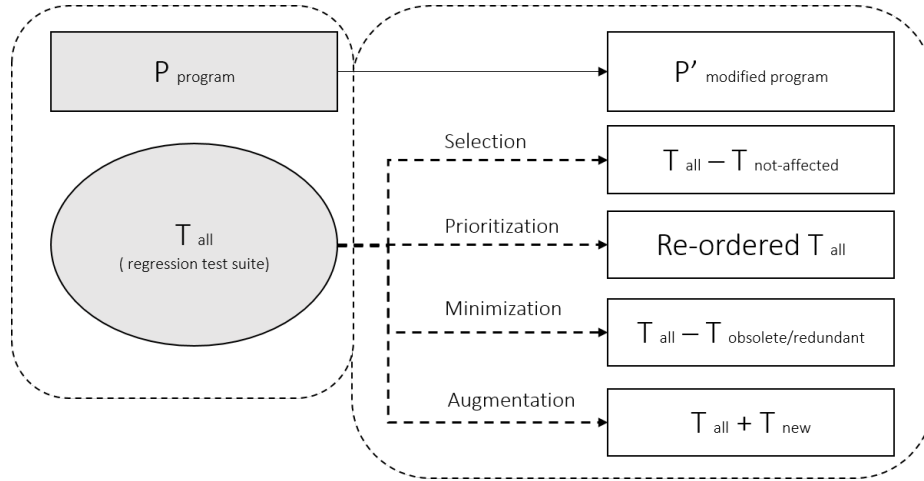 P program
P’ modified program
T all
( regression test suite)
Selection
T all – T not-affected
Prioritization
Re-ordered T all
Minimization
T all – T obsolete/redundant
Augmentation
T all + T new